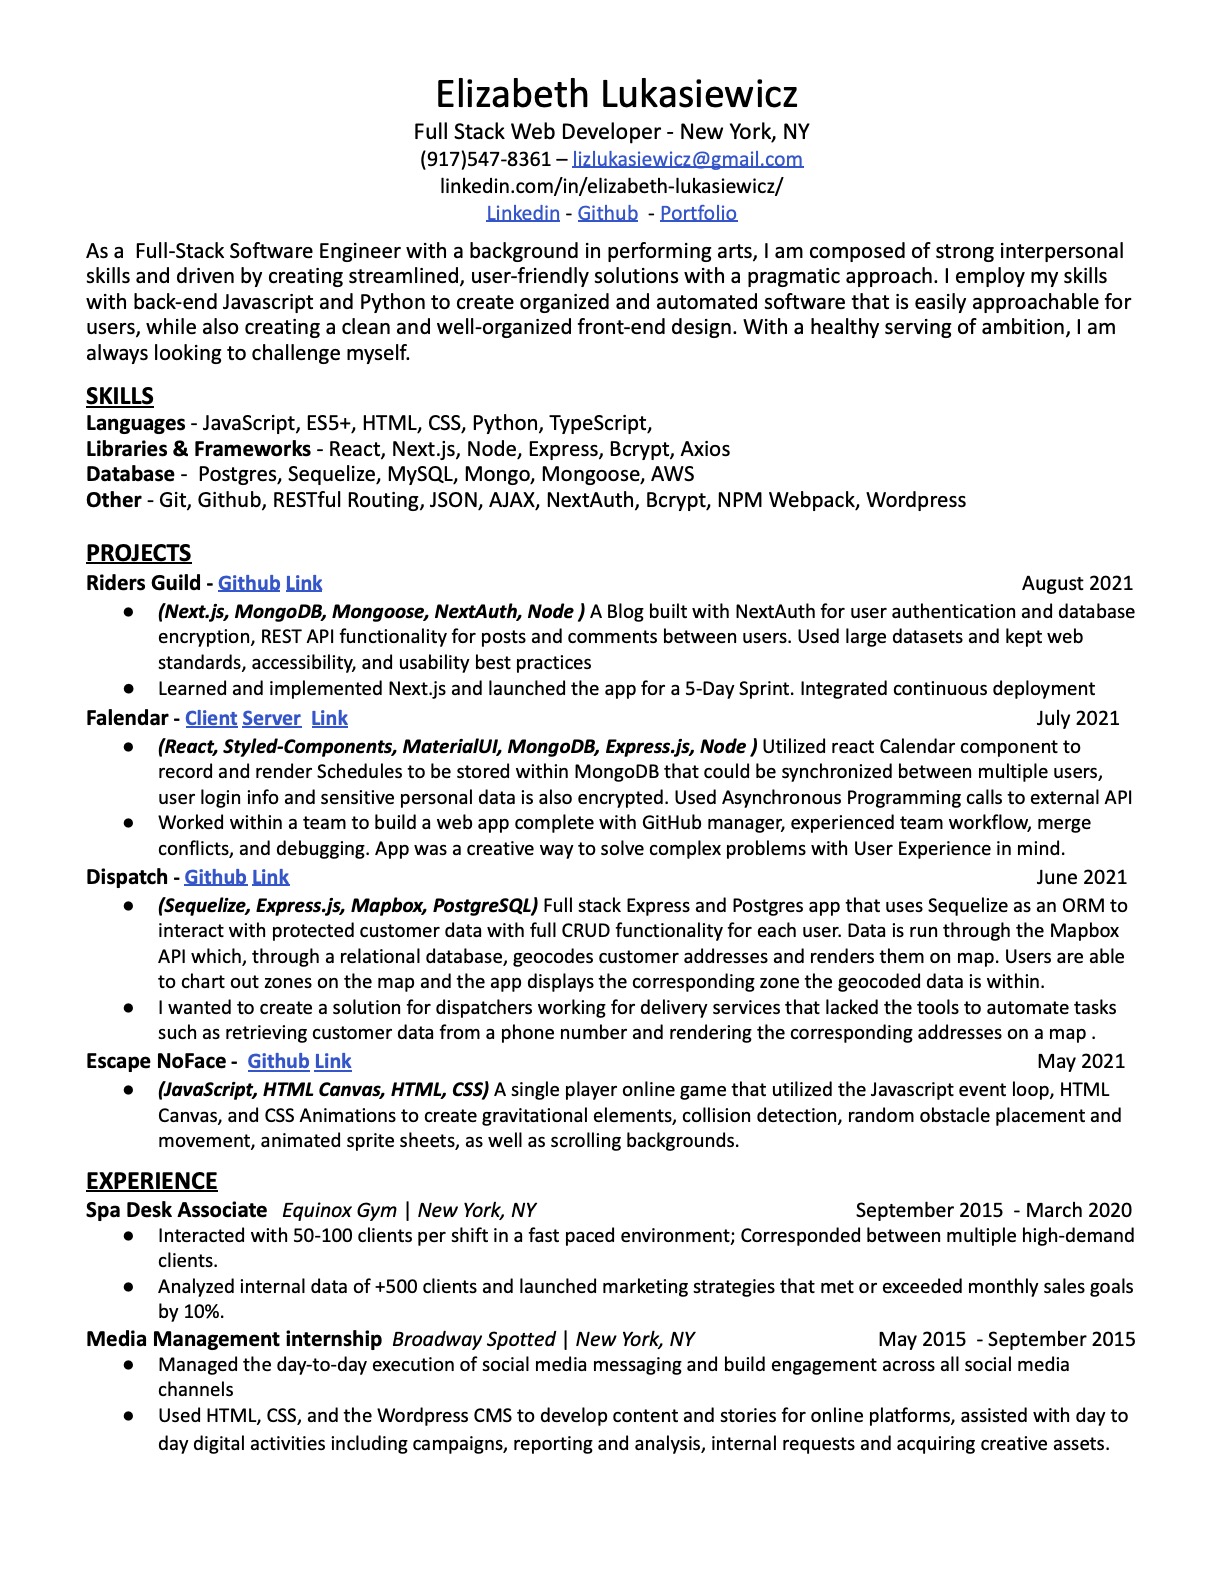 Elizabeth Lukasiewicz
Full Stack Web Developer - New York, NY
(917)547-8361 – lizlukasiewicz@gmail.com
linkedin.com/in/elizabeth-lukasiewicz/
Linkedin - Github - Portfolio
As a Full-Stack Software Engineer with a background in performing arts, I am composed of strong interpersonal
skills and driven by creating streamlined, user-friendly solutions with a pragmatic approach. I employ my skills
with back-end Javascript and Python to create organized and automated software that is easily approachable for
users, while also creating a clean and well-organized front-end design. With a healthy serving of ambition, I am
always looking to challenge myself.
SKILLS
Languages - JavaScript, ES5+, HTML, CSS, Python, TypeScript,
Libraries & Frameworks - React, Next.js, Node, Express, Bcrypt, Axios
Database - Postgres, Sequelize, MySQL, Mongo, Mongoose, AWS
Other - Git, Github, RESTful Routing, JSON, AJAX, NextAuth, Bcrypt, NPM Webpack, Wordpress
PROJECTS
Riders Guild - Github Link August 2021
● (Next.js, MongoDB, Mongoose, NextAuth, Node ) A Blog built with NextAuth for user authentication and database
encryption, REST API functionality for posts and comments between users. Used large datasets and kept web
standards, accessibility, and usability best practices
● Learned and implemented Next.js and launched the app for a 5-Day Sprint. Integrated continuous deployment
Falendar - Client Server Link July 2021
● (React, Styled-Components, MaterialUI, MongoDB, Express.js, Node ) Utilized react Calendar component to
record and render Schedules to be stored within MongoDB that could be synchronized between multiple users,
user login info and sensitive personal data is also encrypted. Used Asynchronous Programming calls to external API
● Worked within a team to build a web app complete with GitHub manager, experienced team workflow, merge
conflicts, and debugging. App was a creative way to solve complex problems with User Experience in mind.
Dispatch - Github Link June 2021
● (Sequelize, Express.js, Mapbox, PostgreSQL) Full stack Express and Postgres app that uses Sequelize as an ORM to
interact with protected customer data with full CRUD functionality for each user. Data is run through the Mapbox
API which, through a relational database, geocodes customer addresses and renders them on map. Users are able
to chart out zones on the map and the app displays the corresponding zone the geocoded data is within.
● I wanted to create a solution for dispatchers working for delivery services that lacked the tools to automate tasks
such as retrieving customer data from a phone number and rendering the corresponding addresses on a map .
Escape NoFace - Github Link May 2021
● (JavaScript, HTML Canvas, HTML, CSS) A single player online game that utilized the Javascript event loop, HTML
Canvas, and CSS Animations to create gravitational elements, collision detection, random obstacle placement and
movement, animated sprite sheets, as well as scrolling backgrounds.
EXPERIENCE
Spa Desk Associate Equinox Gym | New York, NY September 2015 - March 2020
● Interacted with 50-100 clients per shift in a fast paced environment; Corresponded between multiple high-demand
clients.
● Analyzed internal data of +500 clients and launched marketing strategies that met or exceeded monthly sales goals
by 10%.
Media Management internship Broadway Spotted | New York, NY May 2015 - September 2015
● Managed the day-to-day execution of social media messaging and build engagement across all social media
channels
● Used HTML, CSS, and the Wordpress CMS to develop content and stories for online platforms, assisted with day to
day digital activities including campaigns, reporting and analysis, internal requests and acquiring creative assets.